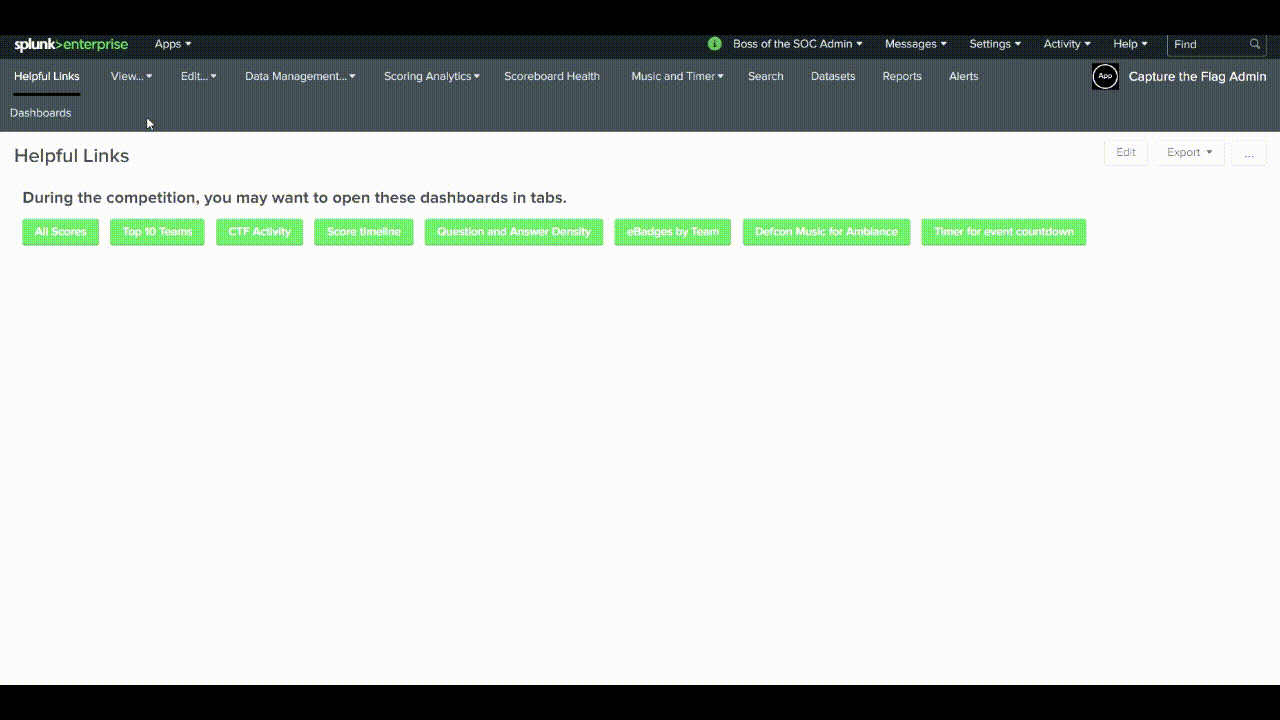 splunk>enterprise Apps Boss of the SOC Admin Messages Settings Activity Help Find
Helpful Links View... Edit... Data Management... Scoring Analytics Scoreboard Health Music and Timer Search Datasets Reports Alerts App Capture the Flag Admin
Dashboards
Helpful Links Edit Export ...
During the competition, you may want to open these dashboards in tabs.
All Scores Top 10 Teams CTF Activity Score timeline Question and Answer Density eBadges by Team Defcon Music for Ambiance Timer for event countdown